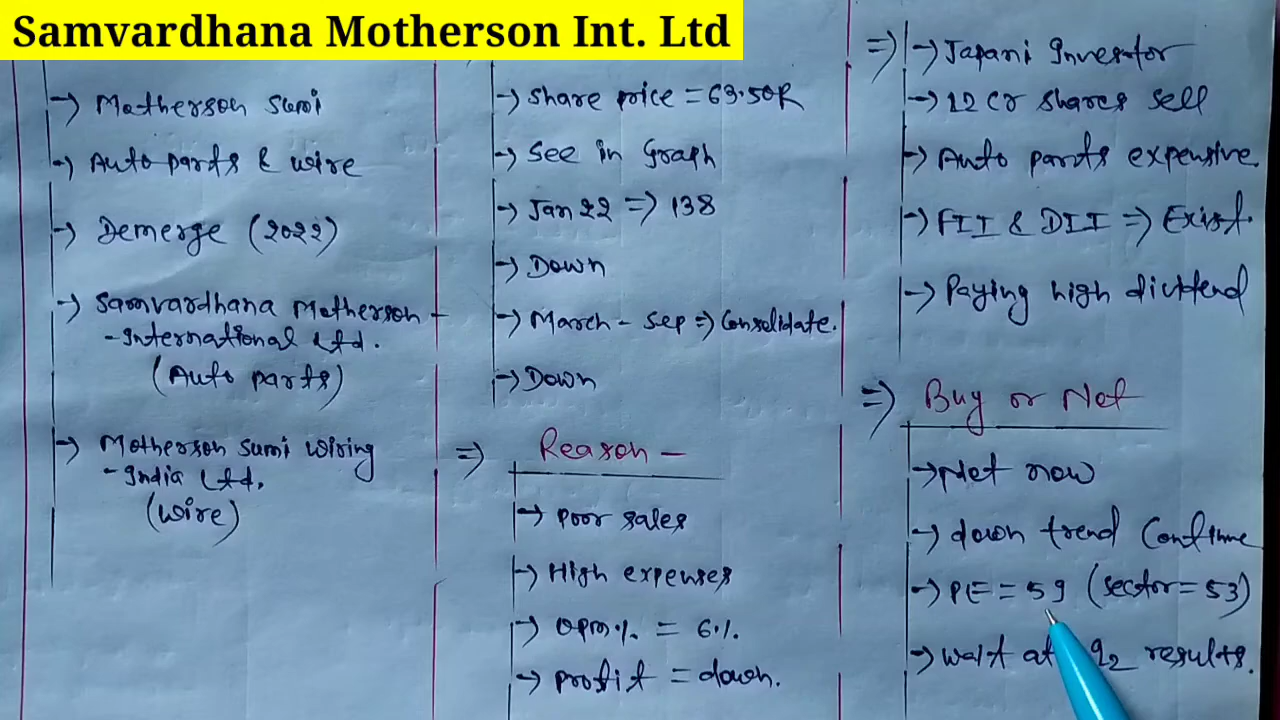 Samvardhana Motherson Int. Ltd
-> Motherson Sumi
-> Auto parts & wire
-> Demerge (2022)
-> Samvardhana Motherson -
- International Ltd.
(Auto parts)
-> Motherson Sumi wiring
- India Ltd.
(wire)
-> Share price = 63.50R
-> See in Graph
-> Jan 22 => 138
-> Down
-> March - Sep => Consolidate.
-> Down
=> Reason -
-> Poor sales
-> High expenses
-> OPM% = 6%.
-> Profit = down.
=> -> Japani Investor
-> 12 Cr shares sell
-> Auto parts expensive.
-> FII & DII => Exist.
-> Paying high dividend
=> Buy or Not
-> Not now
-> down trend Continue
-> PE = 59 (sector = 53)
-> wait at Q2 results.